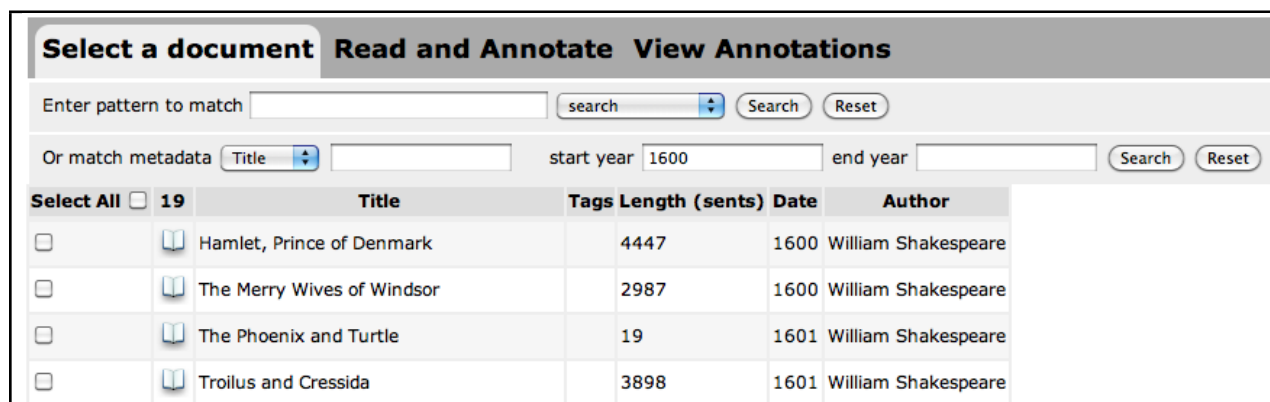 Select a document Read and Annotate View Annotations
Enter pattern to match search Search Reset
Or match metadata Title start year 1600 end year Search Reset
Select All 19 Title Tags Length (sents) Date Author
Hamlet, Prince of Denmark 4447 1600 William Shakespeare
The Merry Wives of Windsor 2987 1600 William Shakespeare
The Phoenix and Turtle 19 1601 William Shakespeare
Troilus and Cressida 3898 1601 William Shakespeare